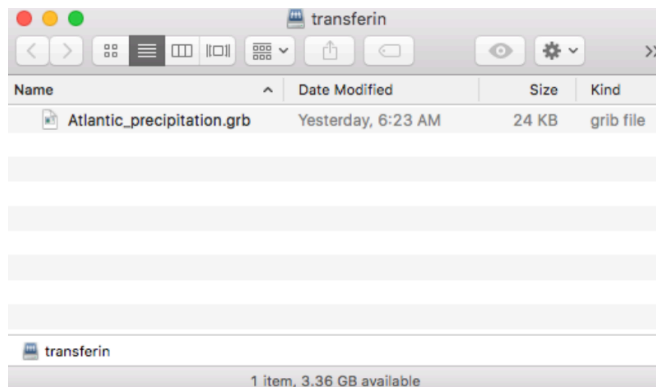 transferin
Name Date Modified Size Kind
Atlantic_precipitation.grb Yesterday, 6:23 AM 24 KB grib file
transferin
1 item, 3.36 GB available